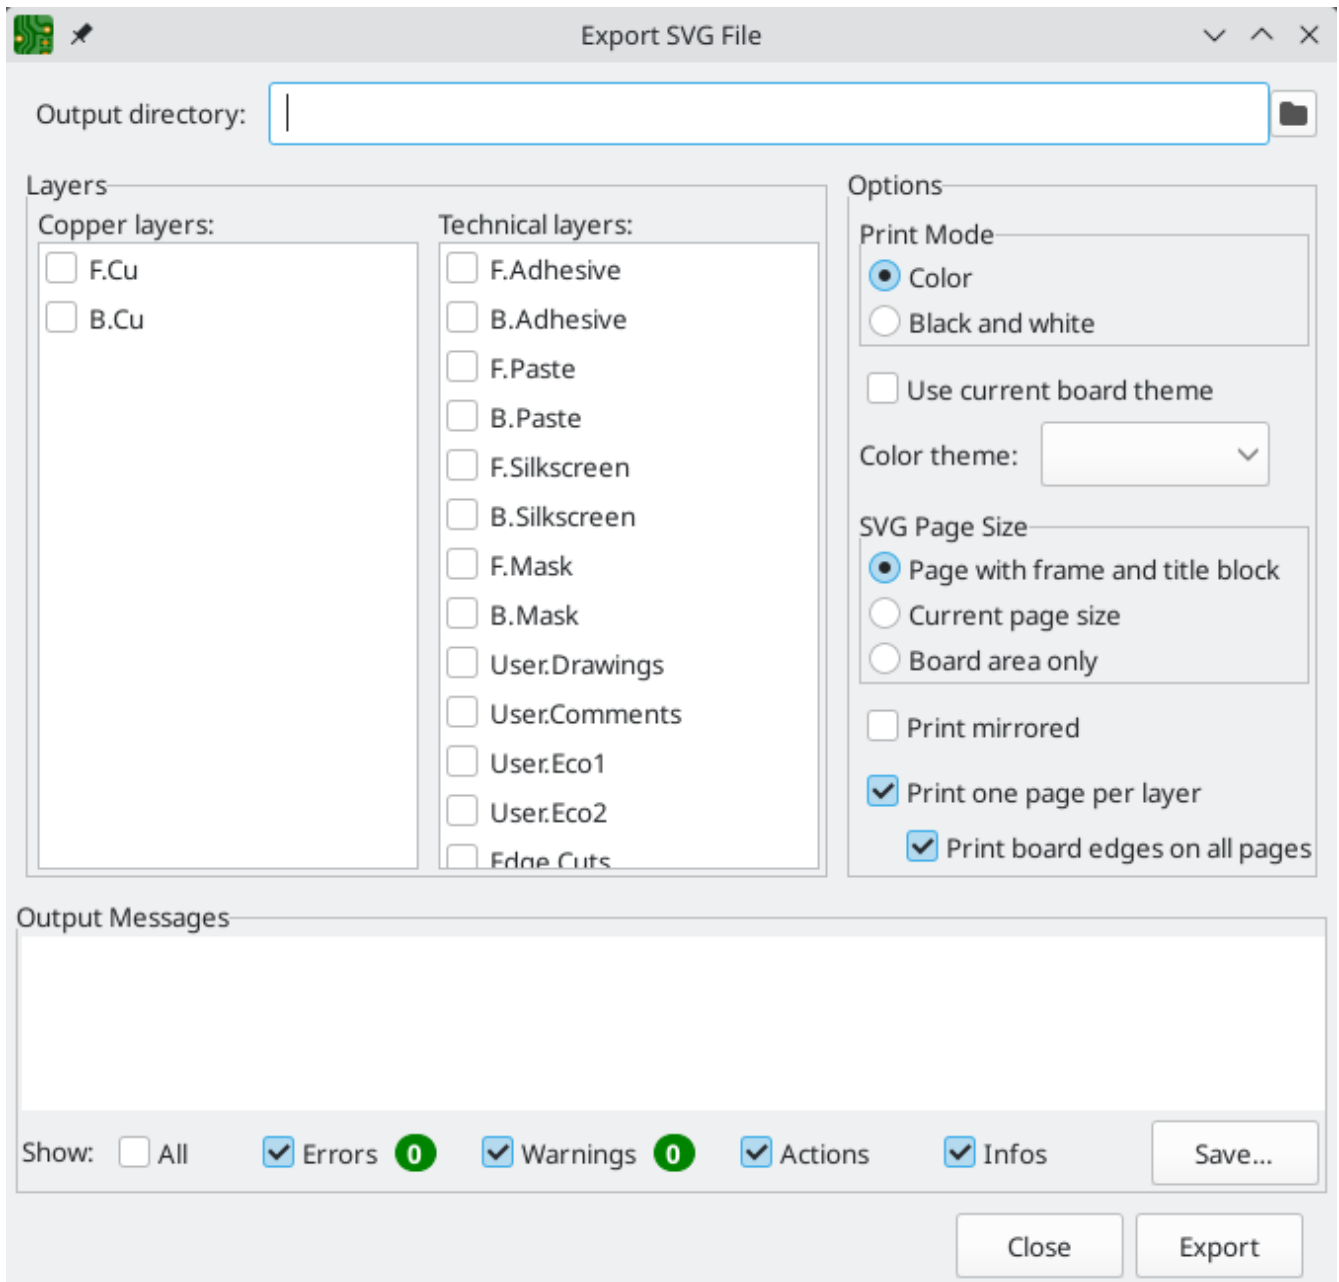 Export SVG File
Output directory:
Layers
Copper layers:
F.Cu
B.Cu
Technical layers:
F.Adhesive
B.Adhesive
F.Paste
B.Paste
F.Silkscreen
B.Silkscreen
F.Mask
B.Mask
User.Drawings
User.Comments
User.Eco1
User.Eco2
Edge.Cuts
Options
Print Mode
Color
Black and white
Use current board theme
Color theme:
SVG Page Size
Page with frame and title block
Current page size
Board area only
Print mirrored
Print one page per layer
Print board edges on all pages
Output Messages
Show: All Errors 0 Warnings 0 Actions Infos Save...
Close Export